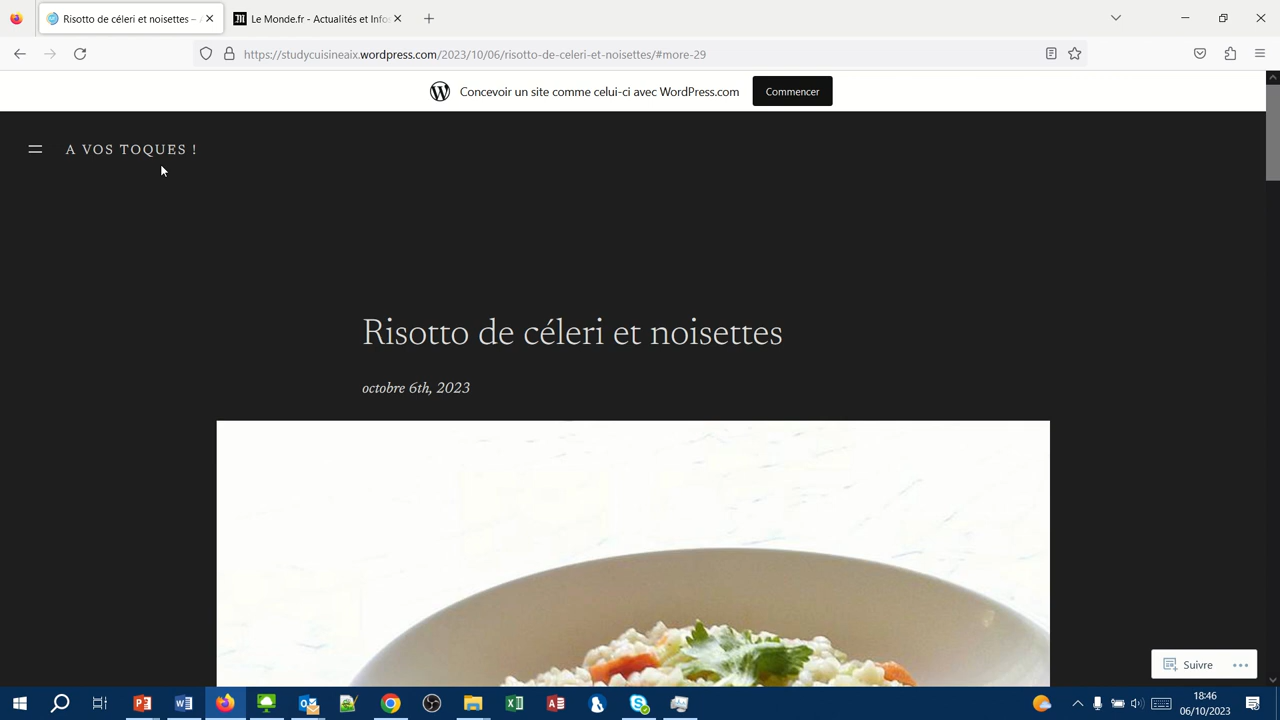 Risotto de céleri et noisettes –
Le Monde.fr - Actualités et Info
https://studycuisineaix.wordpress.com/2023/10/06/risotto-de-celeri-et-noisettes/#more-29
Concevoir un site comme celui-ci avec WordPress.com
Commencer
A VOS TOQUES !
Risotto de céleri et noisettes
octobre 6th, 2023
Suivre
18:46
06/10/2023